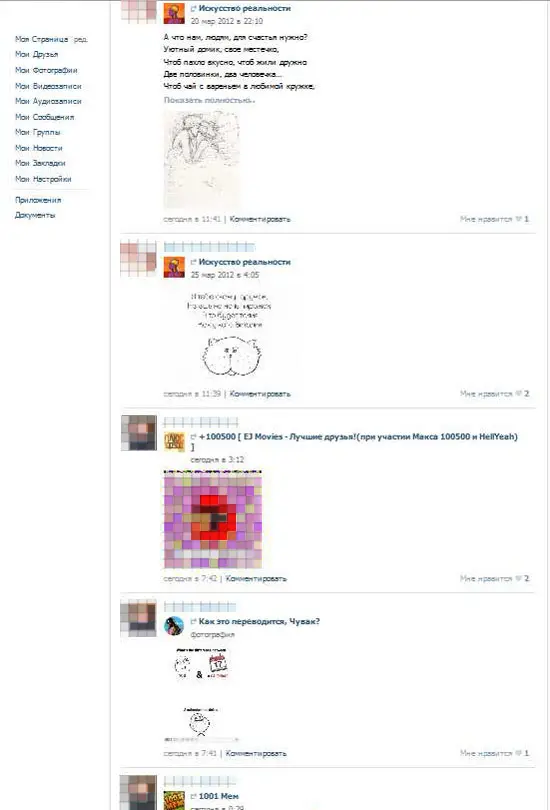 Моя Страница ред.
Мои Друзья
Мои Фотографии
Мои Видеозаписи
Мои Аудиозаписи
Мои Сообщения
Мои Группы
Мои Новости
Мои Закладки
Мои Настройки
Приложения
Документы
Искусство реальности
20 мар 2012 в 22:10
А что нам, людям, для счастья нужно?
Уютный домик, свое местечко,
Чтоб пахло вкусно, чтоб жили дружно
Две половинки, два человечка...
Чтоб чай с вареньем в любимой кружке,
Показать полностью..
сегодня в 11:41 | Комментировать
Мне нравится 1
Искусство реальности
25 мар 2012 в 4:05
сегодня в 11:39 | Комментировать
Мне нравится 2
+100500 [ EJ Movies - Лучшие друзья!(при участии Макса 100500 и HellYeah)
]
сегодня в 3:12
сегодня в 7:42 | Комментировать
Мне нравится 2
Как это переводится, Чувак?
фотография
17
&
сегодня в 7:41 | Комментировать
Мне нравится 1
1001 Мем